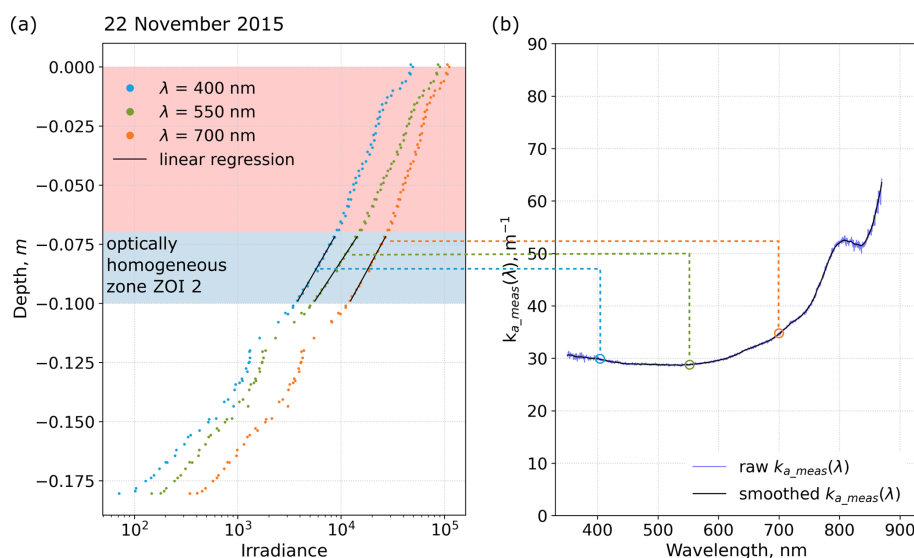 (a) 22 November 2015
0.000
−0.025
−0.050
−0.075
−0.100
−0.125
−0.150
−0.175
Depth, m
λ = 400 nm
λ = 550 nm
λ = 700 nm
linear regression
optically
homogeneous
zone ZOI 2
10² 10³ 10⁴ 10⁵
Irradiance
(b)
90
80
70
60
50
40
30
20
10
0
k_a_meas(λ), m⁻¹
raw k_a_meas(λ)
smoothed k_a_meas(λ)
400 500 600 700 800 900
Wavelength, nm